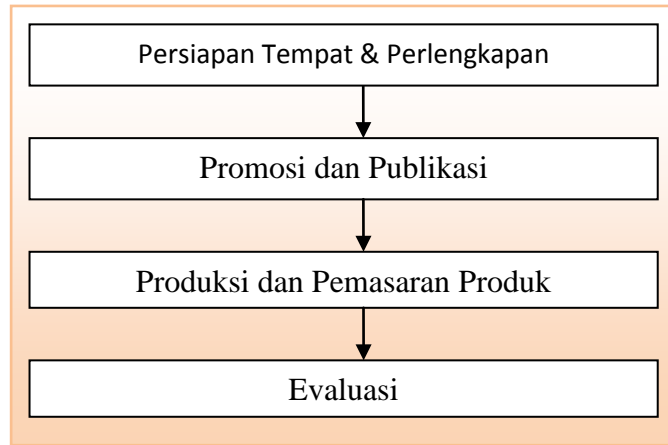 Persiapan Tempat & Perlengkapan
Promosi dan Publikasi
Produksi dan Pemasaran Produk
Evaluasi